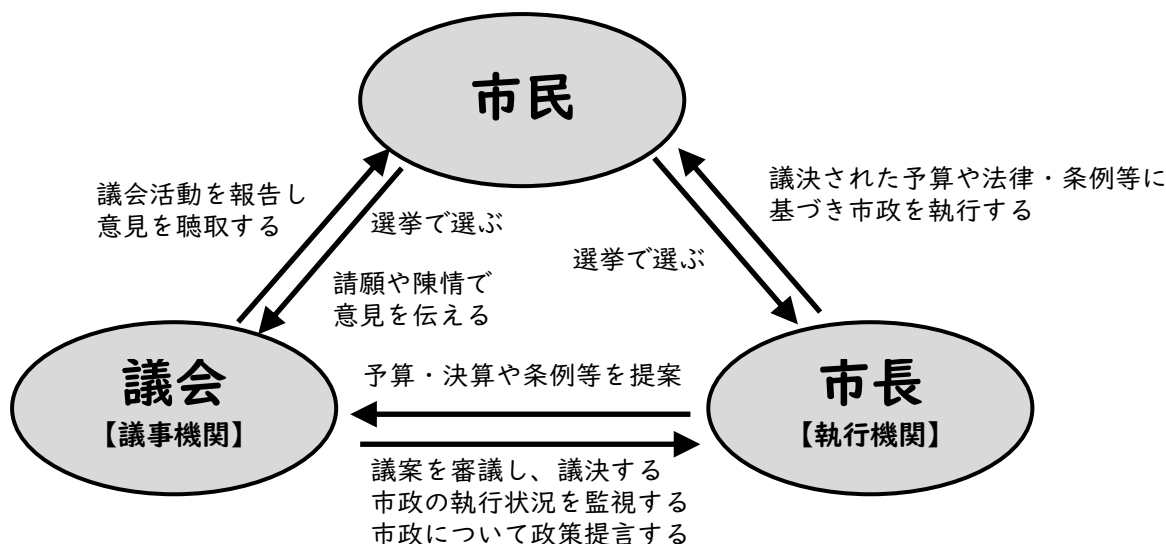 市民
議会活動を報告し
意見を聴取する
選挙で選ぶ
請願や陳情で
意見を伝える
選挙で選ぶ
議決された予算や法律・条例等に
基づき市政を執行する
議会
【議事機関】
予算・決算や条例等を提案
議案を審議し、議決する
市政の執行状況を監視する
市政について政策提言する
市長
【執行機関】